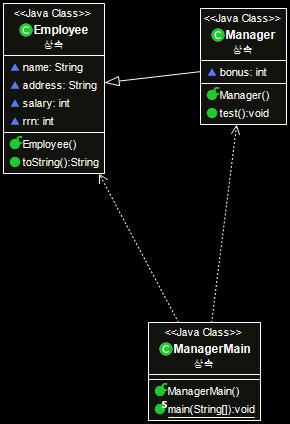 <<Java Class>>
Employee
상속
name: String
address: String
salary: int
rrn: int
Employee()
toString():String
<<Java Class>>
Manager
상속
bonus: int
Manager()
test():void
<<Java Class>>
ManagerMain
상속
ManagerMain()
main(String[]):void